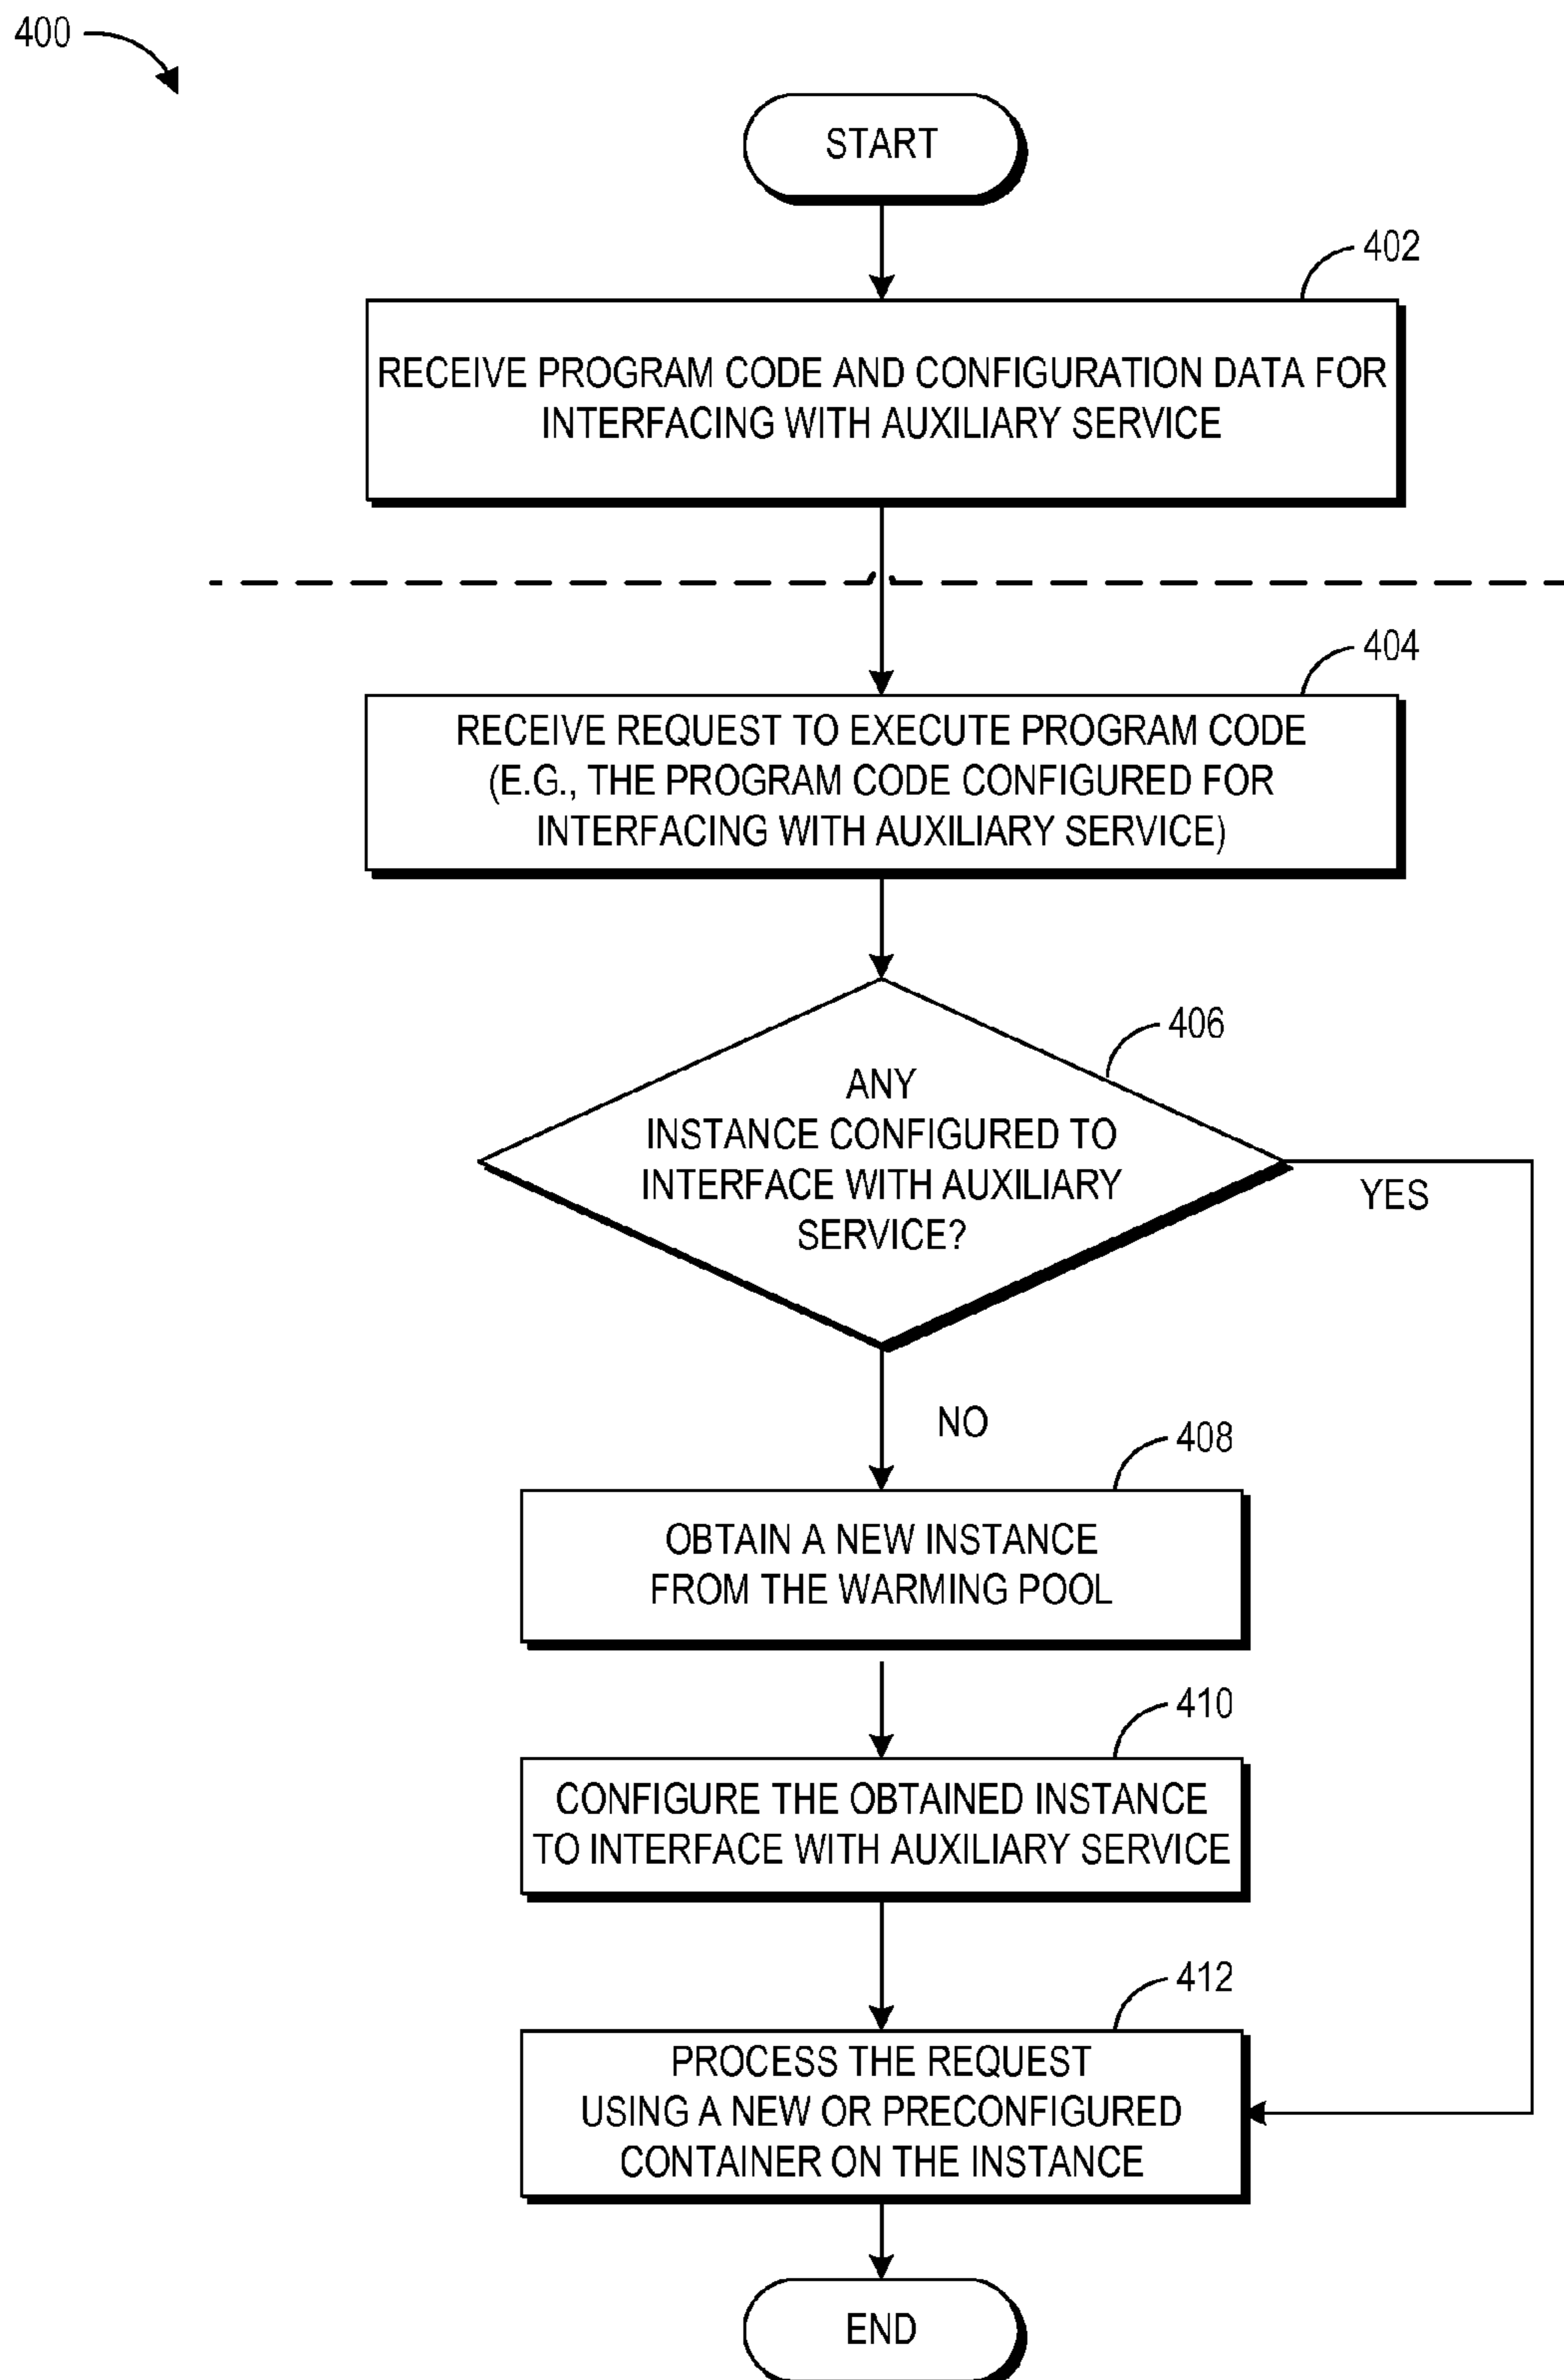 400
START
402
RECEIVE PROGRAM CODE AND CONFIGURATION DATA FOR
INTERFACING WITH AUXILIARY SERVICE
404
RECEIVE REQUEST TO EXECUTE PROGRAM CODE
(E.G., THE PROGRAM CODE CONFIGURED FOR
INTERFACING WITH AUXILIARY SERVICE)
406
ANY
INSTANCE CONFIGURED TO
INTERFACE WITH AUXILIARY
SERVICE?
YES
NO
408
OBTAIN A NEW INSTANCE
FROM THE WARMING POOL
410
CONFIGURE THE OBTAINED INSTANCE
TO INTERFACE WITH AUXILIARY SERVICE
412
PROCESS THE REQUEST
USING A NEW OR PRECONFIGURED
CONTAINER ON THE INSTANCE
END